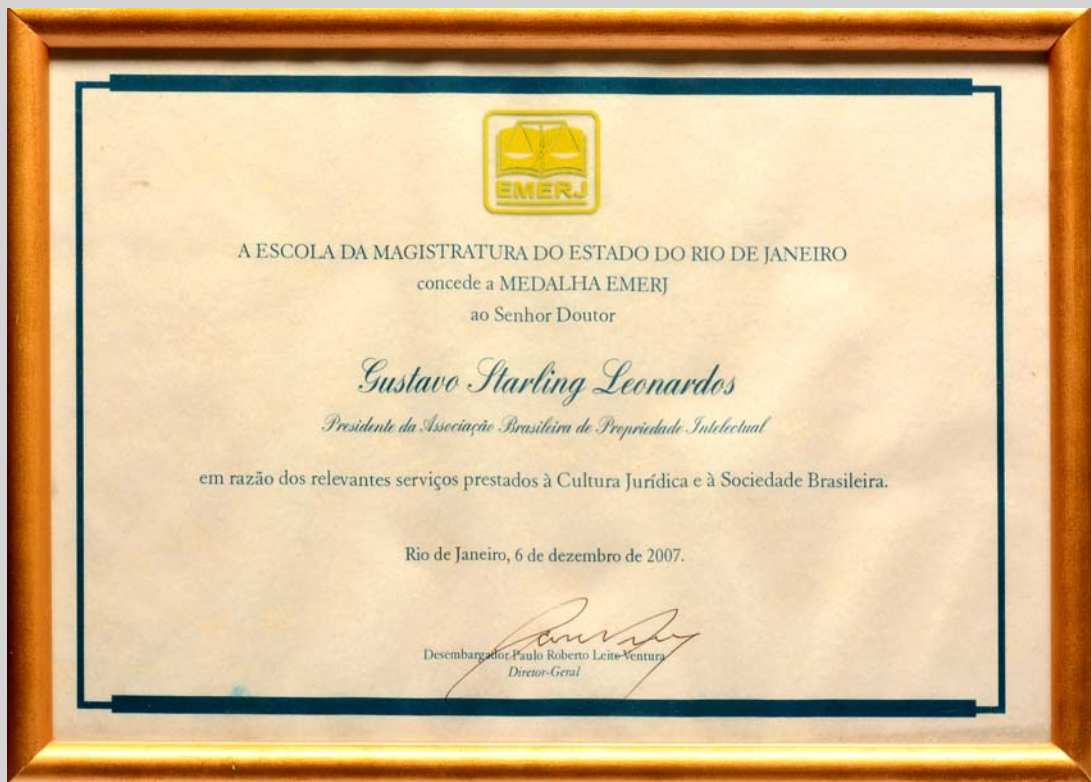 EMERJ
A ESCOLA DA MAGISTRATURA DO ESTADO DO RIO DE JANEIRO
concede a MEDALHA EMERJ
ao Senhor Doutor
Gustavo Starling Leonardos
Presidente da Associação Brasileira de Propriedade Intelectual
em razão dos relevantes serviços prestados à Cultura Jurídica e à Sociedade Brasileira.
Rio de Janeiro, 6 de dezembro de 2007.
Desembargador Paulo Roberto Leite Ventura
Diretor-Geral